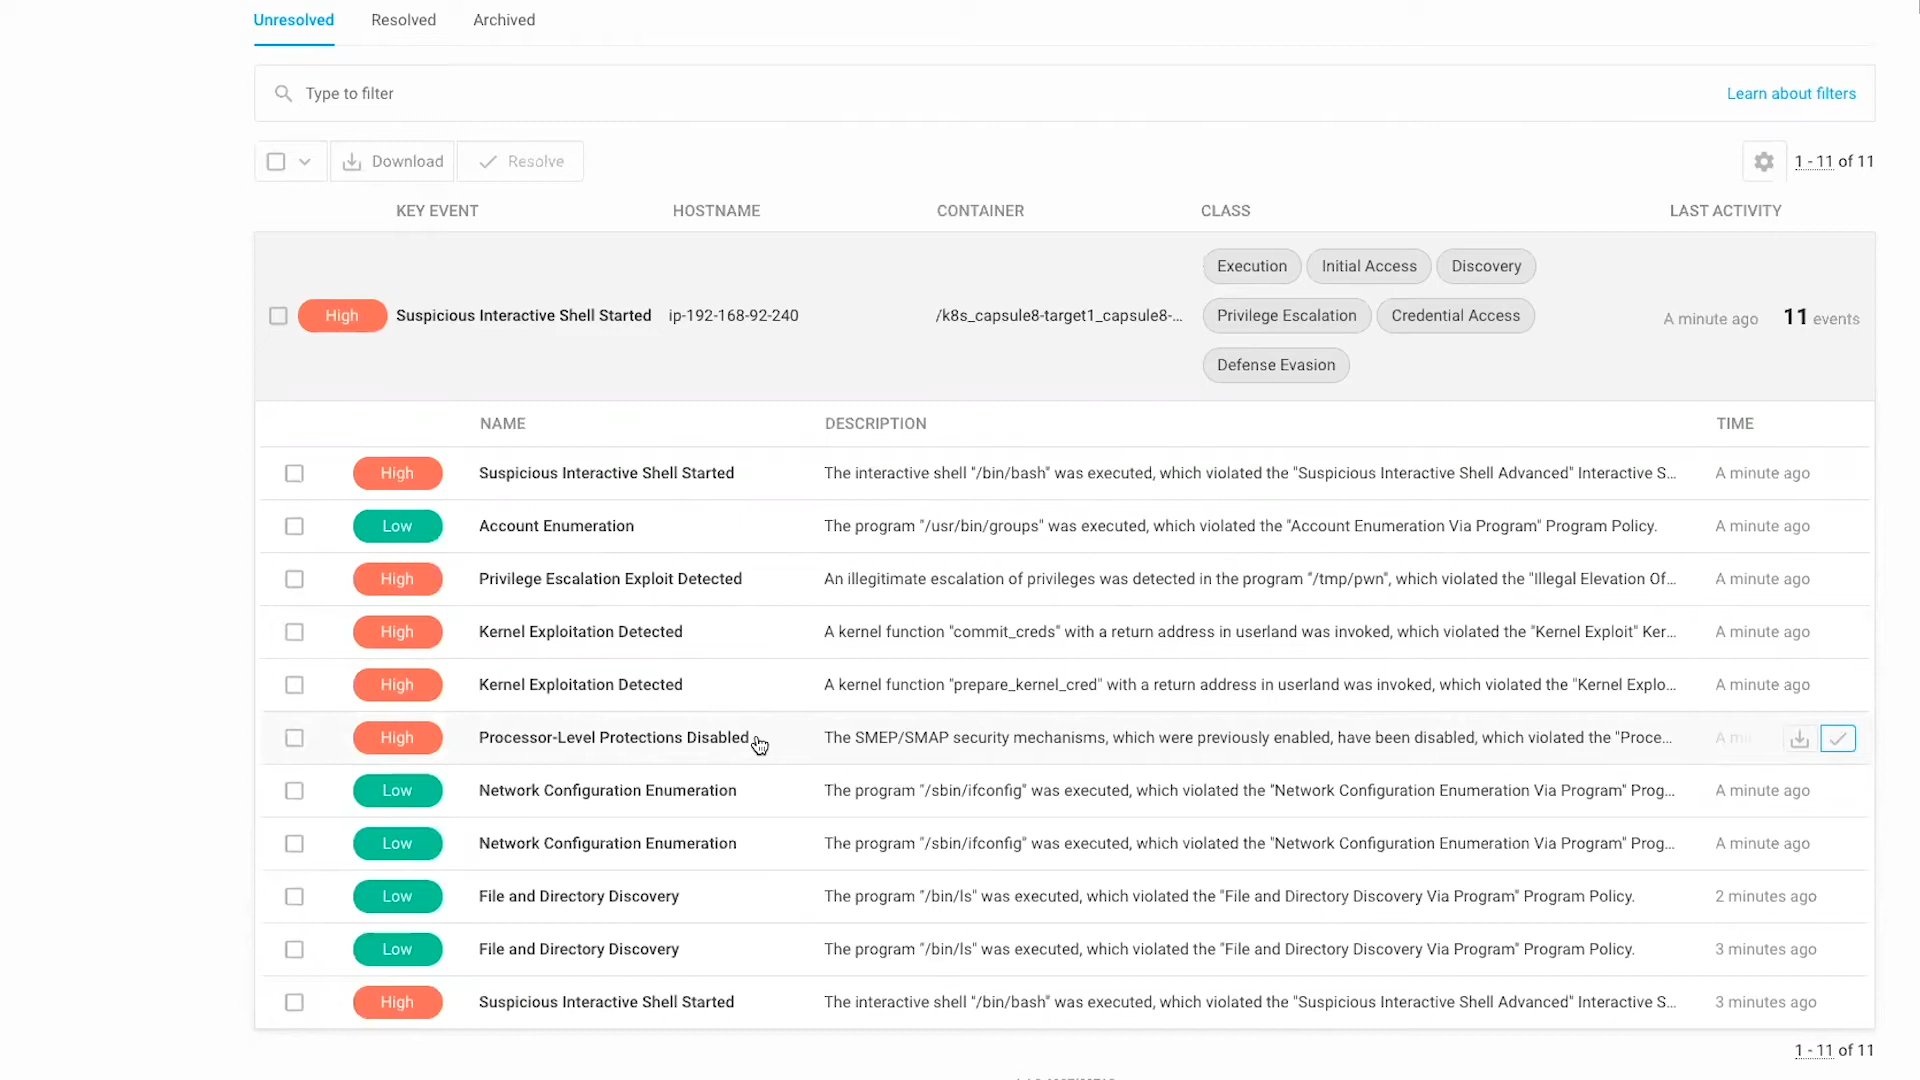 Unresolved Resolved Archived
Type to filter Learn about filters
Download Resolve 1 - 11 of 11
KEY EVENT HOSTNAME CONTAINER CLASS LAST ACTIVITY
Execution Initial Access Discovery
High Suspicious Interactive Shell Started ip-192-168-92-240 /k8s_capsule8-target1_capsule8-... Privilege Escalation Credential Access A minute ago 11 events
Defense Evasion
NAME DESCRIPTION TIME
High Suspicious Interactive Shell Started The interactive shell "/bin/bash" was executed, which violated the "Suspicious Interactive Shell Advanced" Interactive S... A minute ago
Low Account Enumeration The program "/usr/bin/groups" was executed, which violated the "Account Enumeration Via Program" Program Policy. A minute ago
High Privilege Escalation Exploit Detected An illegitimate escalation of privileges was detected in the program "/tmp/pwn", which violated the "Illegal Elevation Of... A minute ago
High Kernel Exploitation Detected A kernel function "commit_creds" with a return address in userland was invoked, which violated the "Kernel Exploit" Ker... A minute ago
High Kernel Exploitation Detected A kernel function "prepare_kernel_cred" with a return address in userland was invoked, which violated the "Kernel Explo... A minute ago
High Processor-Level Protections Disabled The SMEP/SMAP security mechanisms, which were previously enabled, have been disabled, which violated the "Proce... A mi
Low Network Configuration Enumeration The program "/sbin/ifconfig" was executed, which violated the "Network Configuration Enumeration Via Program" Prog... A minute ago
Low Network Configuration Enumeration The program "/sbin/ifconfig" was executed, which violated the "Network Configuration Enumeration Via Program" Prog... A minute ago
Low File and Directory Discovery The program "/bin/ls" was executed, which violated the "File and Directory Discovery Via Program" Program Policy. 2 minutes ago
Low File and Directory Discovery The program "/bin/ls" was executed, which violated the "File and Directory Discovery Via Program" Program Policy. 3 minutes ago
High Suspicious Interactive Shell Started The interactive shell "/bin/bash" was executed, which violated the "Suspicious Interactive Shell Advanced" Interactive S... 3 minutes ago
1 - 11 of 11